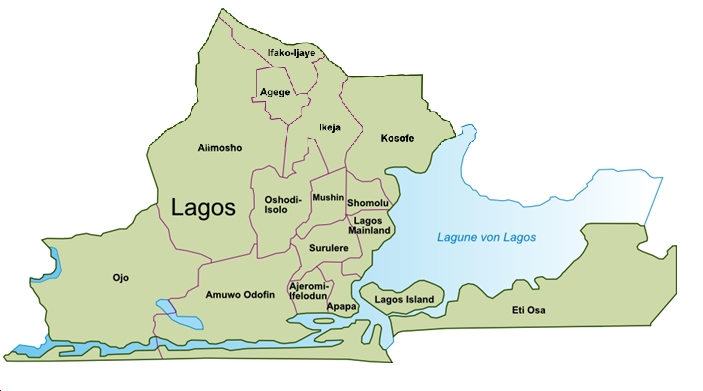 Ifako-Ijaye
Agege
Ikeja
Kosofe
Aiimosho
Oshodi-
Isolo
Mushin
Shomolu
Lagos
Lagos
Mainland
Surulere
Lagune von Lagos
Ojo
Amuwo Odofin
Ajeromi-
Ifelodun
Apapa
Lagos Island
Eti Osa